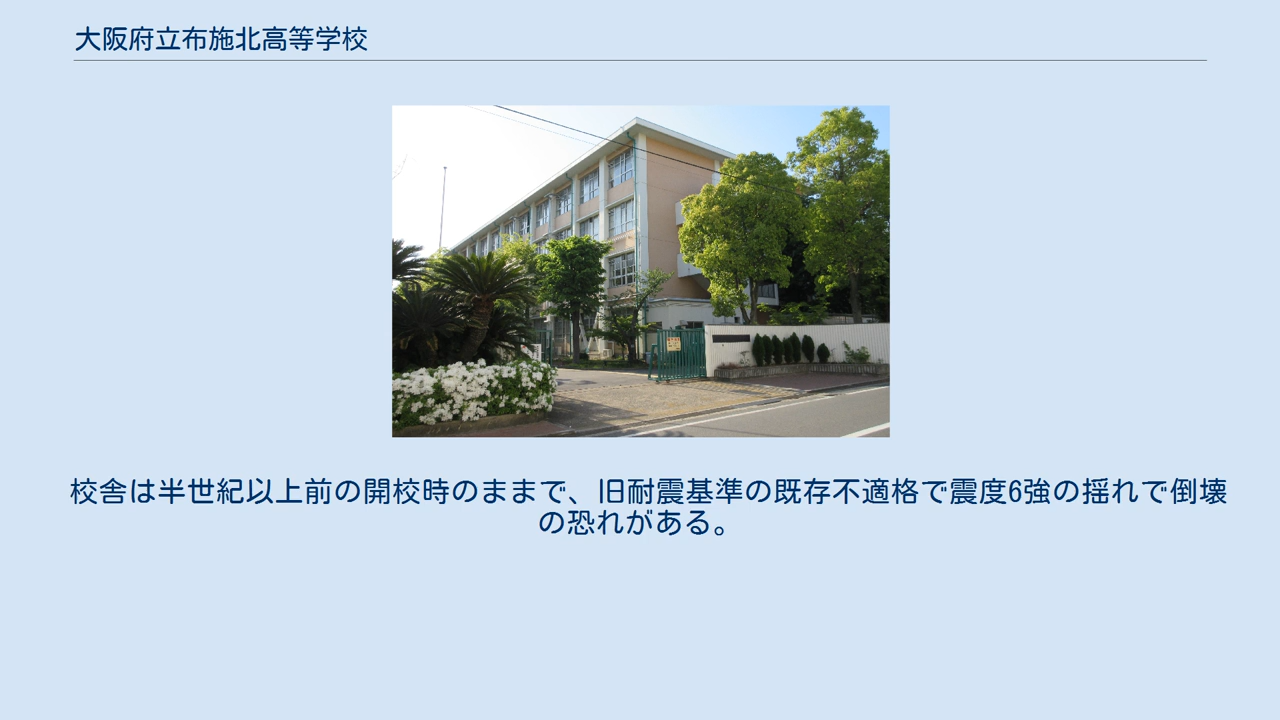 大阪府立布施北高等学校
校舎は半世紀以上前の開校時のままで、旧耐震基準の既存不適格で震度6強の揺れで倒壊
の恐れがある。